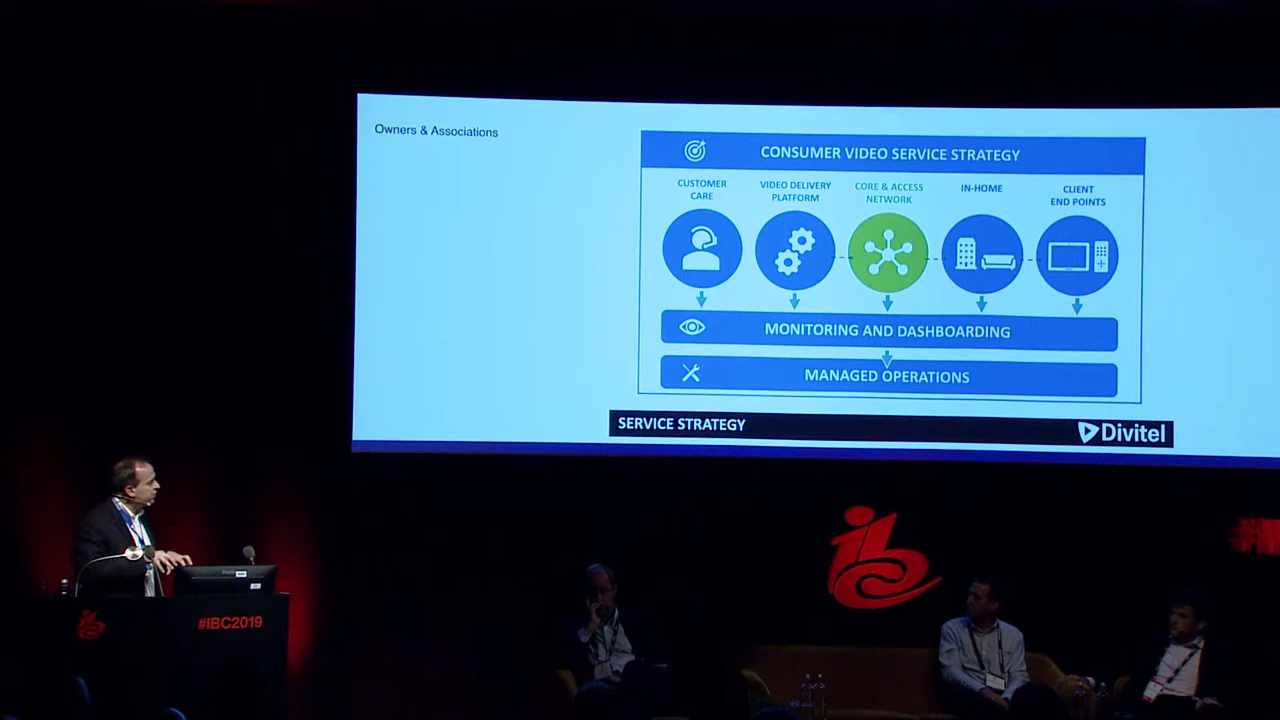 Owners & Associations
CONSUMER VIDEO SERVICE STRATEGY
CUSTOMER
CARE
VIDEO DELIVERY
PLATFORM
CORE & ACCESS
NETWORK
IN-HOME
CLIENT
END POINTS
MONITORING AND DASHBOARDING
MANAGED OPERATIONS
SERVICE STRATEGY
Divitel
#IBC2019